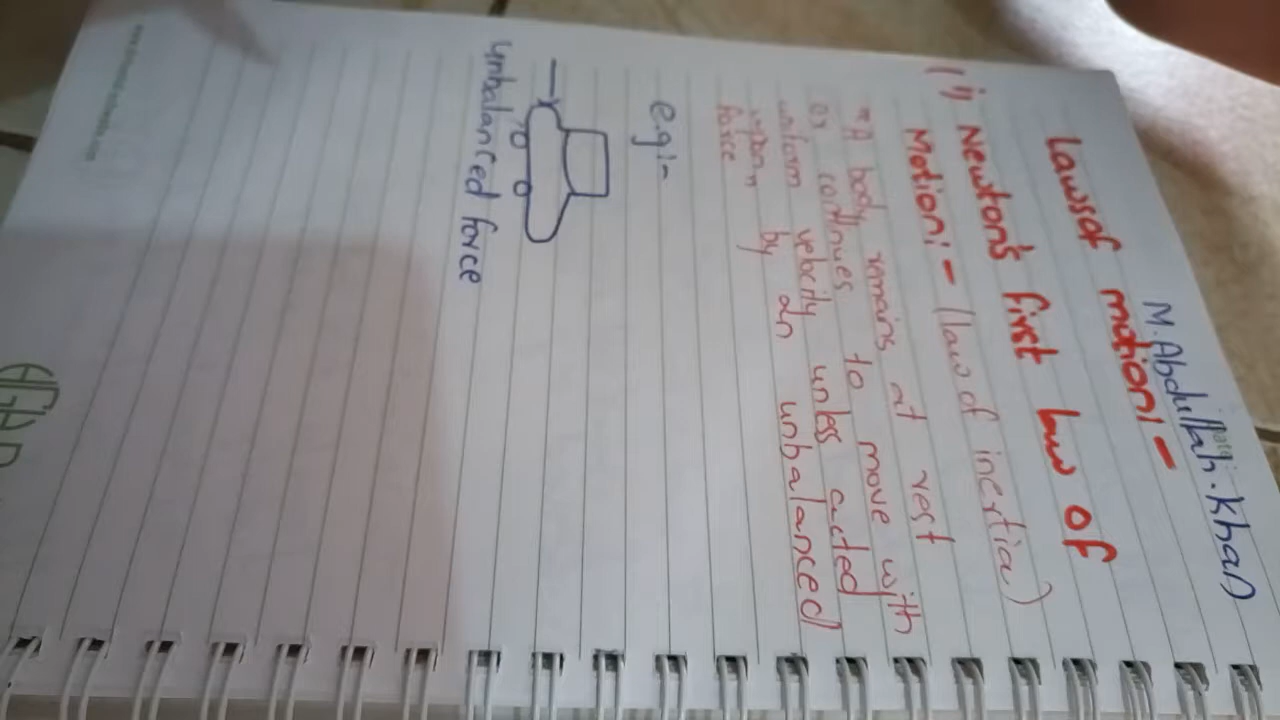 M. Abdullah. Khan
Laws of motion:-
(i) Newton's first law of
Motion:- (law of inertia)
*A body remains at rest
or continues to move with
uniform velocity unless acted
upon by an unbalanced
force
e.g:-
unbalanced force